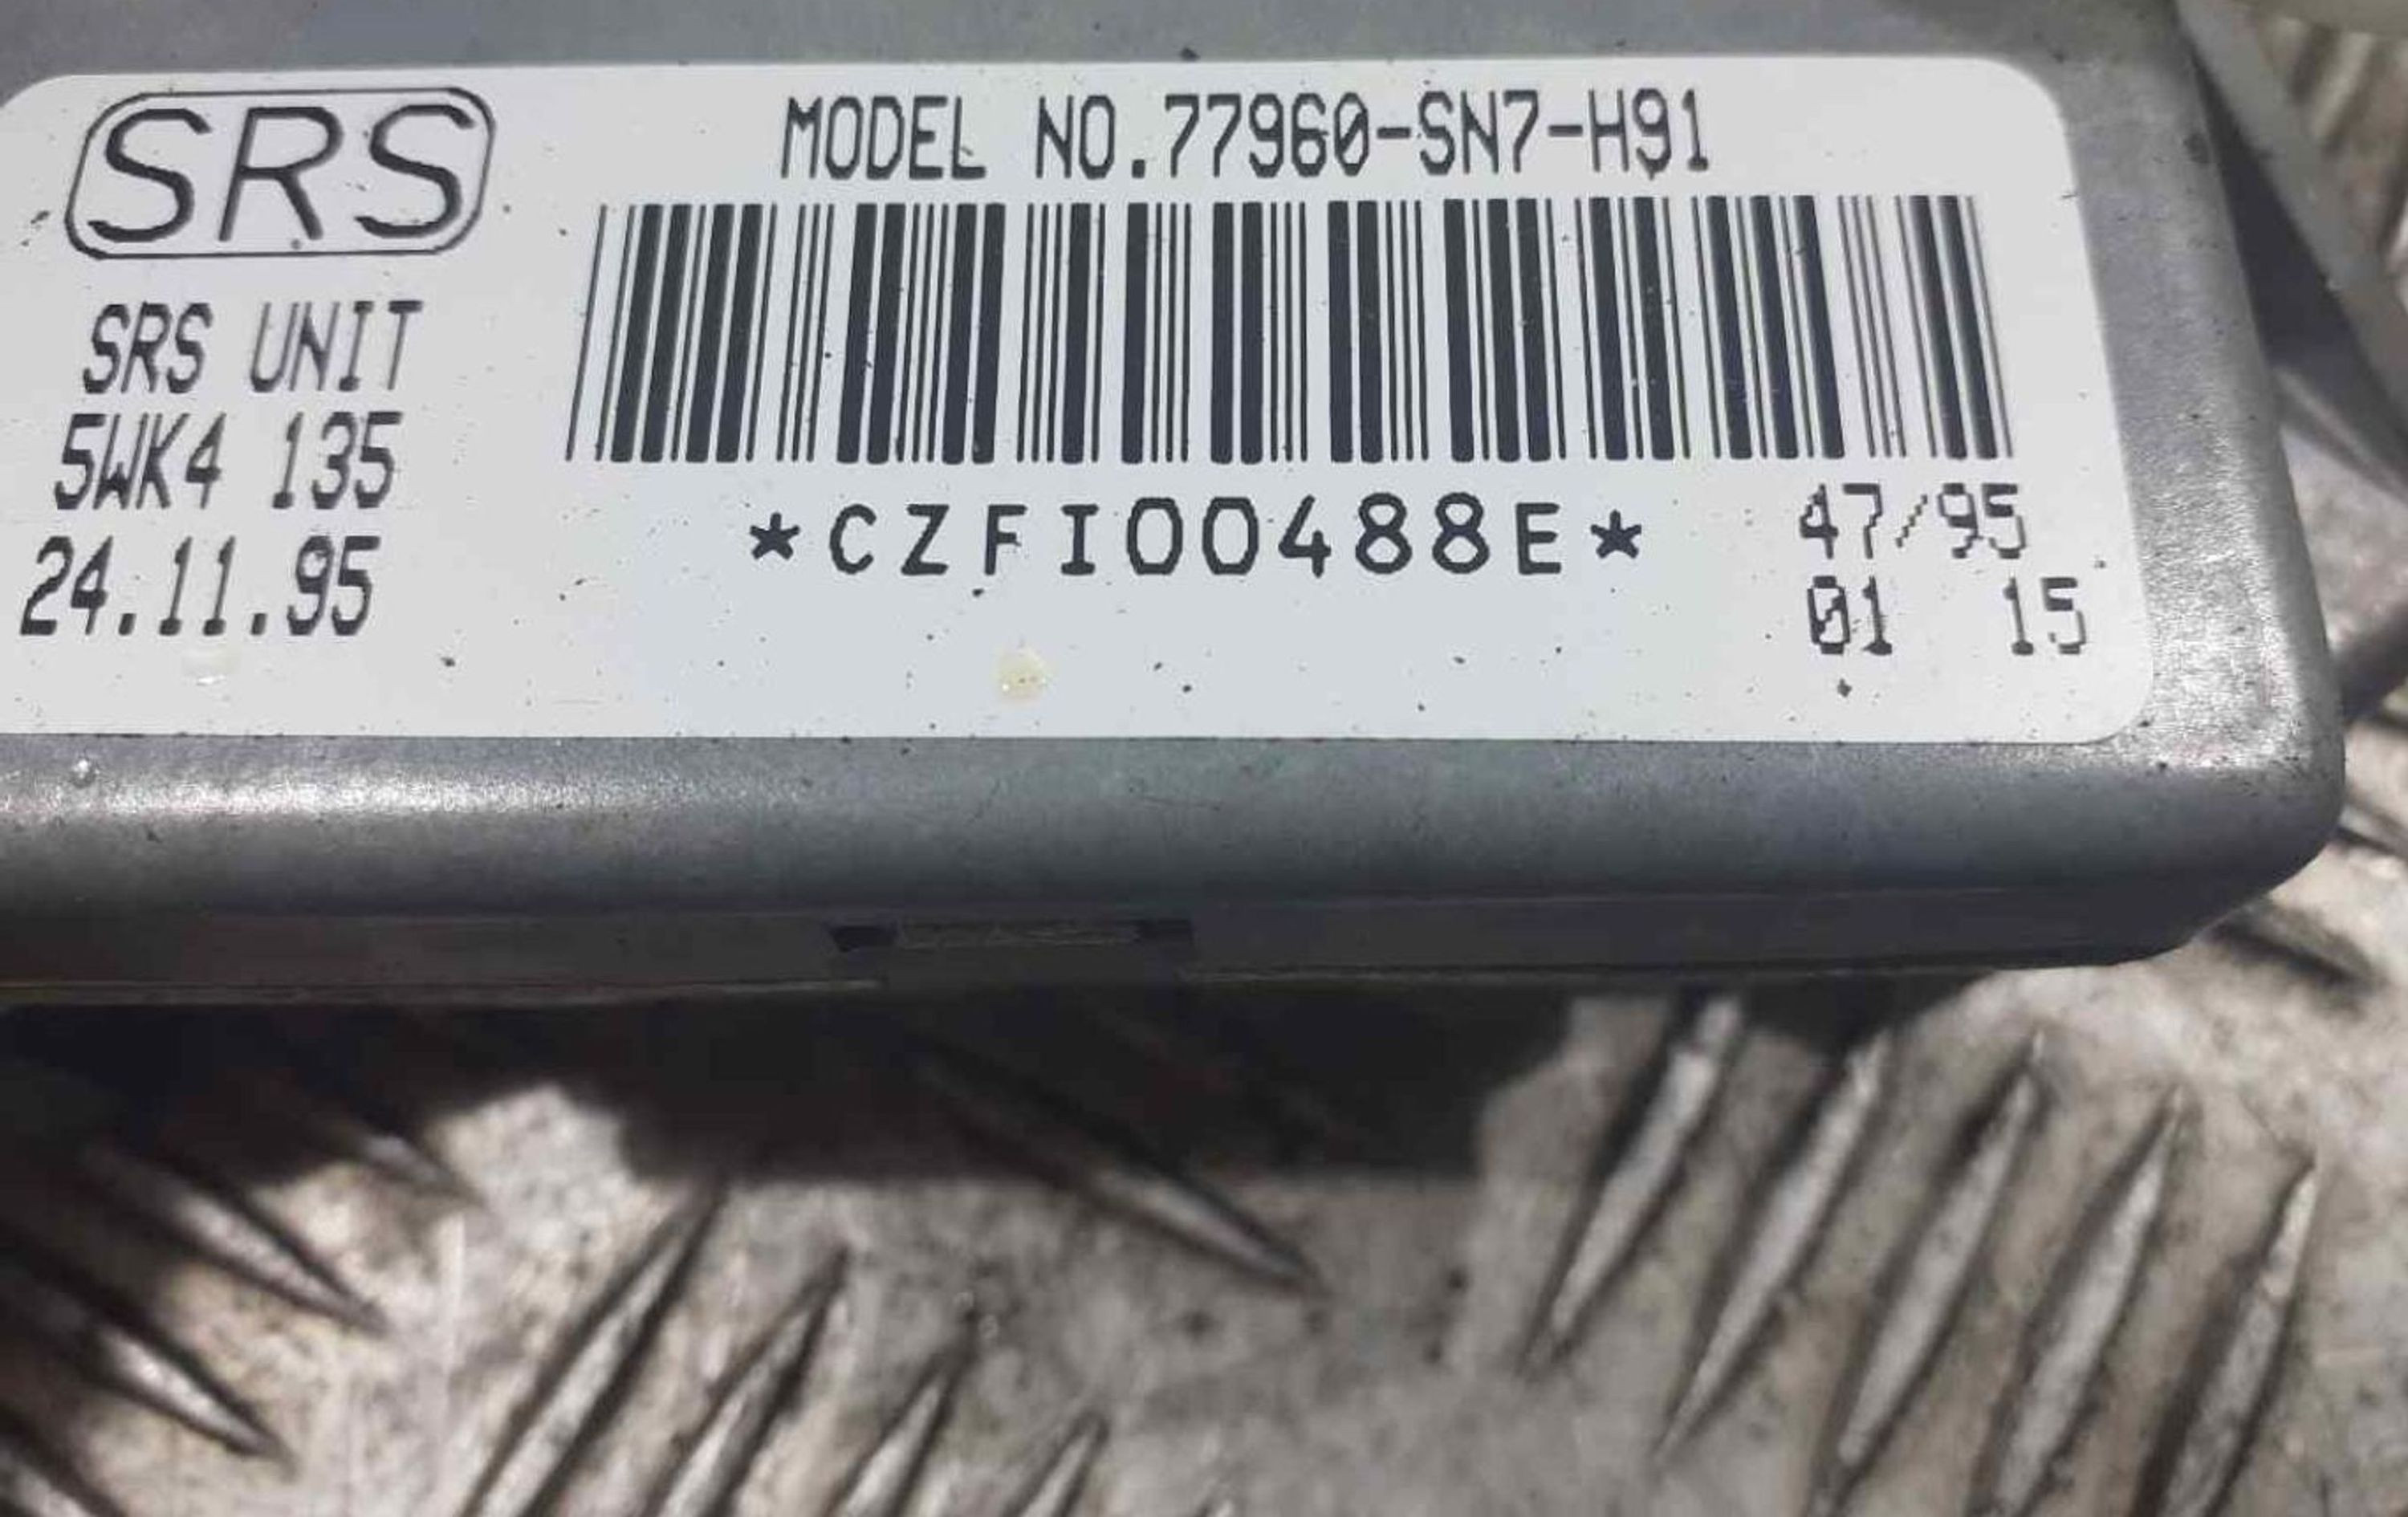 SRS
MODEL NO.77960-SN7-H91
SRS UNIT
5WK4 135
24.11.95
*CZFI00488E*
47/95
01 15